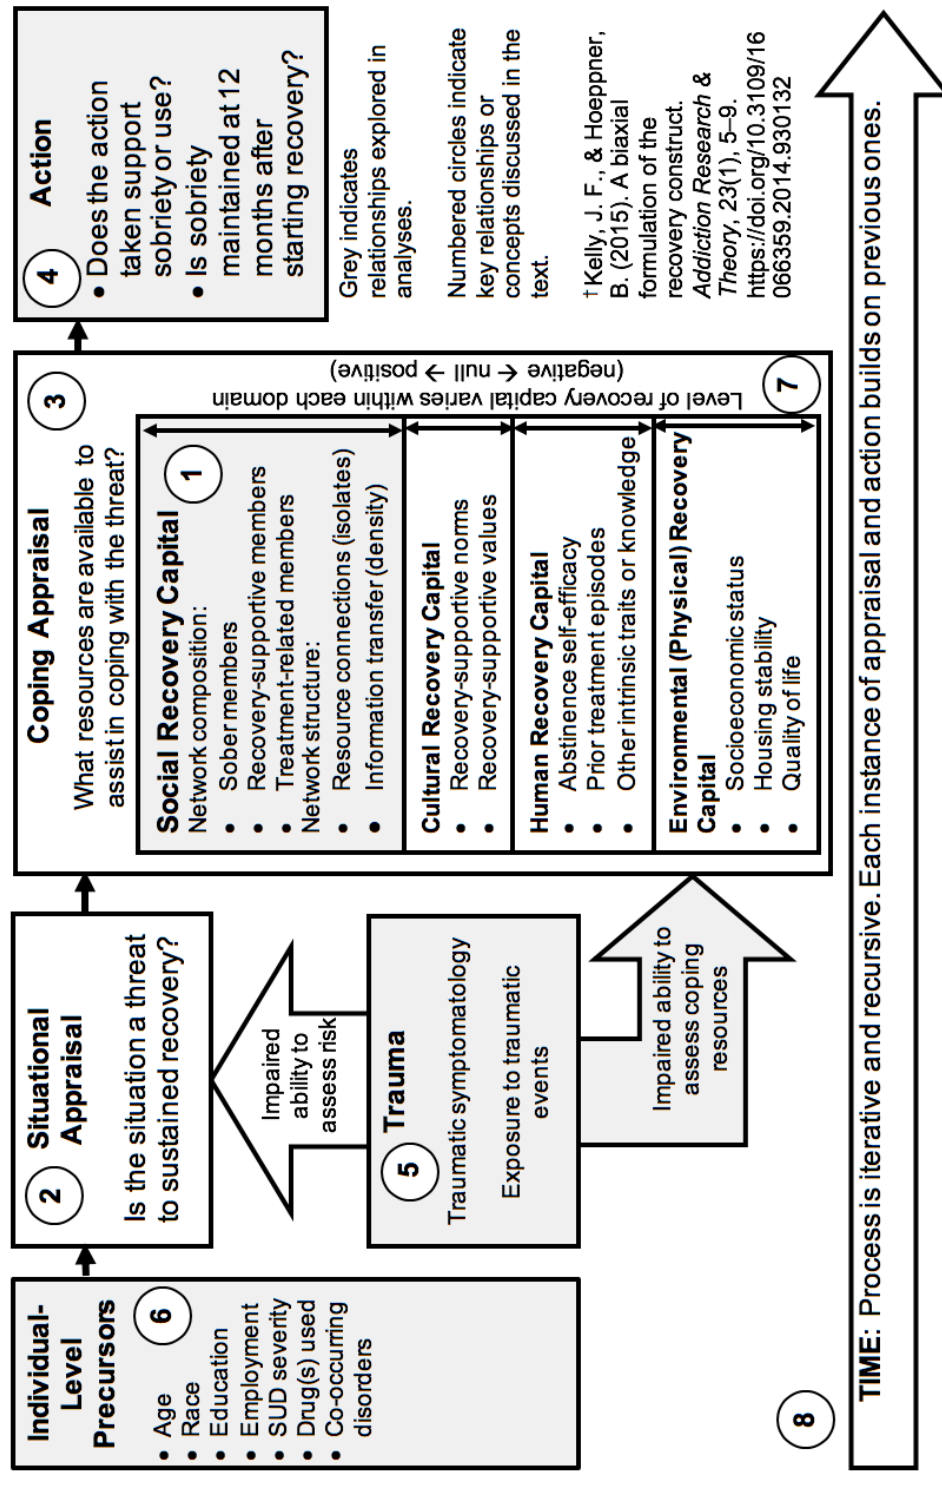 Individual-
Level
Precursors
6
• Age
• Race
• Education
• Employment
• SUD severity
• Drug(s) used
• Co-occurring
disorders
2
Situational
Appraisal
Is the situation a threat
to sustained recovery?
Impaired
ability to
assess risk
5
Trauma
Traumatic symptomatology
Exposure to traumatic
events
Impaired ability to
assess coping
resources
Coping Appraisal
3
What resources are available to
assist in coping with the threat?
Social Recovery Capital
1
Network composition:
• Sober members
• Recovery-supportive members
• Treatment-related members
Network structure:
• Resource connections (isolates)
• Information transfer (density)
Cultural Recovery Capital
• Recovery-supportive norms
• Recovery-supportive values
Human Recovery Capital
• Abstinence self-efficacy
• Prior treatment episodes
• Other intrinsic traits or knowledge
Environmental (Physical) Recovery
Capital
• Socioeconomic status
• Housing stability
• Quality of life
Level of recovery capital varies within each domain
(negative ← null → positive)
7
4
Action
• Does the action
taken support
sobriety or use?
• Is sobriety
maintained at 12
months after
starting recovery?
Grey indicates
relationships explored in
analyses.
Numbered circles indicate
key relationships or
concepts discussed in the
text.
† Kelly, J. F., & Hoeppner,
B. (2015). A biaxial
formulation of the
recovery construct.
Addiction Research &
Theory, 23(1), 5–9.
https://doi.org/10.3109/16
066359.2014.930132
8
TIME: Process is iterative and recursive. Each instance of appraisal and action builds on previous ones.